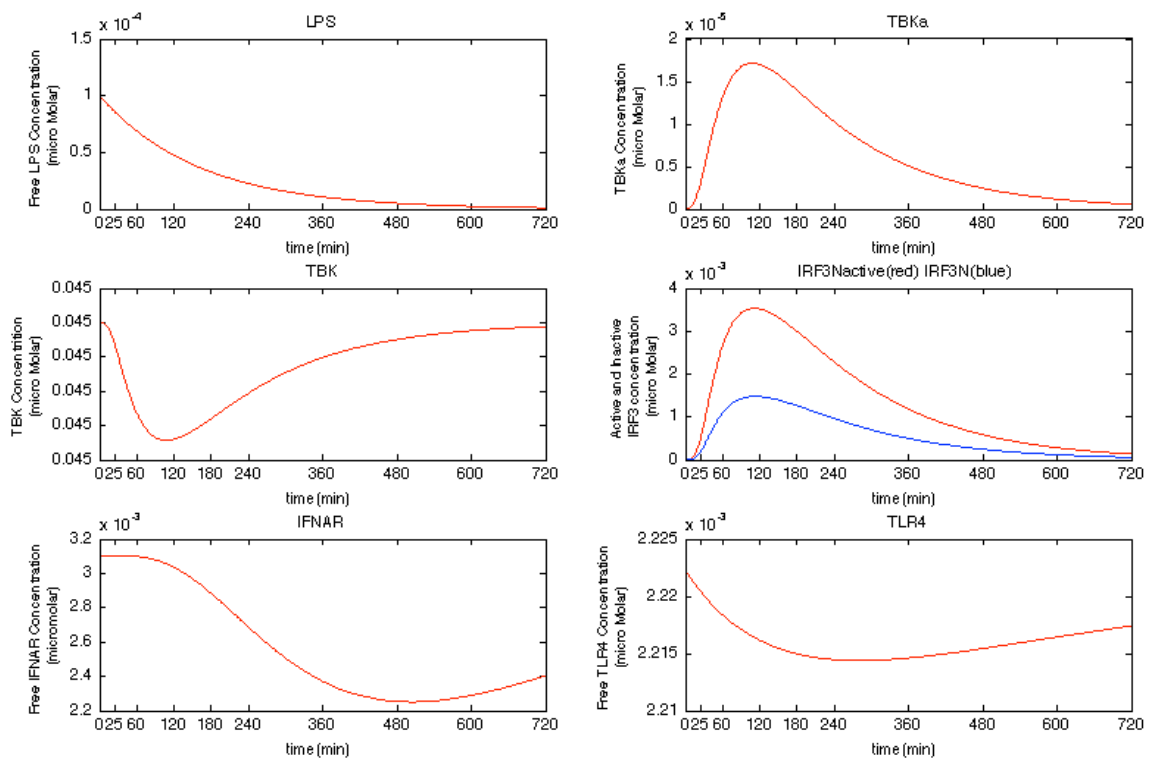 LPS
x 10^-4
1.5
1
0.5
0
Free LPS Concentration
(micro Molar)
0 25 60 120 180 240 360 480 600 720
time (min)
TBKa
x 10^-5
2
1.5
1
0.5
0
TBKa Concentration
(micro Molar)
0 25 60 120 180 240 360 480 600 720
time (min)
TBK
0.045
0.045
0.045
0.045
0.045
0.045
TBK Concentrition
(micro Molar)
0 25 60 120 180 240 360 480 600 720
time (min)
IRF3Nactive(red) IRF3N(blue)
x 10^-3
4
3
2
1
0
Active and Inactive
IRF3 concentration
(micro Molar)
0 25 60 120 180 240 360 480 600 720
time (min)
IFNAR
x 10^-3
3.2
3
2.8
2.6
2.4
2.2
Free IFNAR Concentration
(micromolar)
0 25 60 120 180 240 360 480 600 720
time (min)
TLR4
x 10^-3
2.225
2.22
2.215
2.21
Free TLR4 Concentration
(micro Molar)
0 25 60 120 180 240 360 480 600 720
time (min)